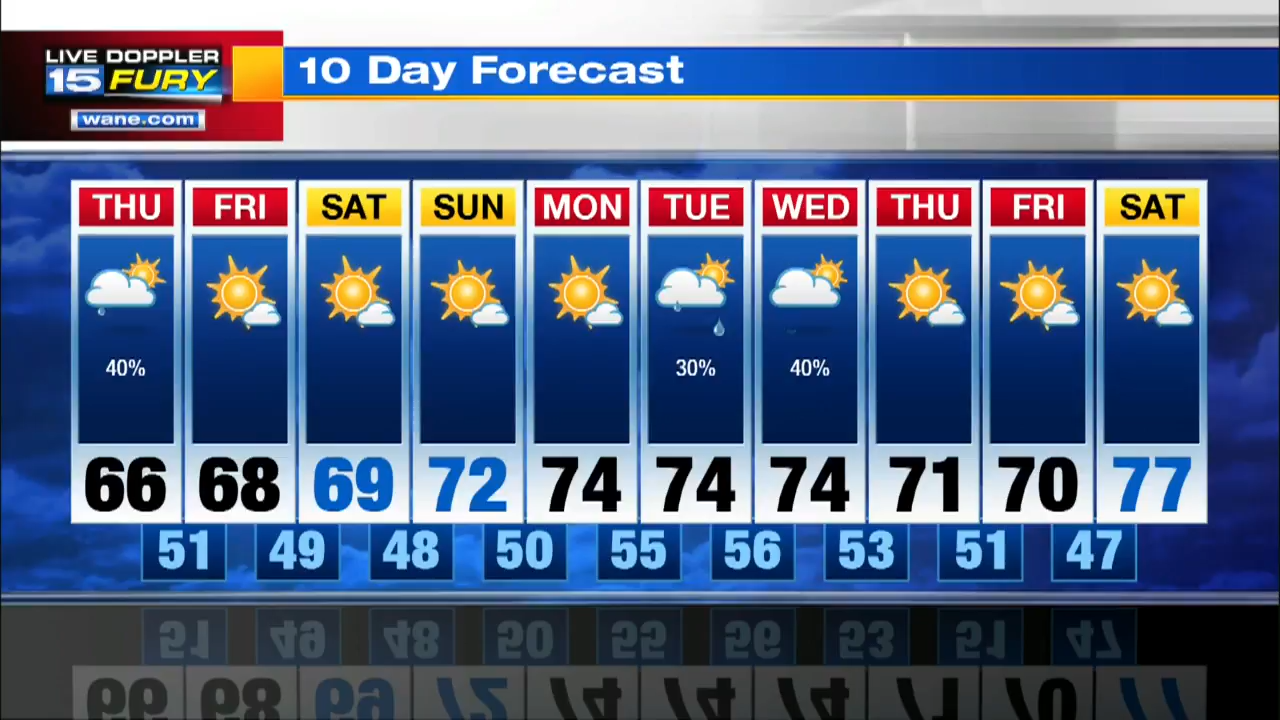 LIVE DOPPLER
15 FURY
wane.com
10 Day Forecast
THU FRI SAT SUN MON TUE WED THU FRI SAT
40% 30% 40%
66 68 69 72 74 74 74 71 70 77
51 49 48 50 55 56 53 51 47